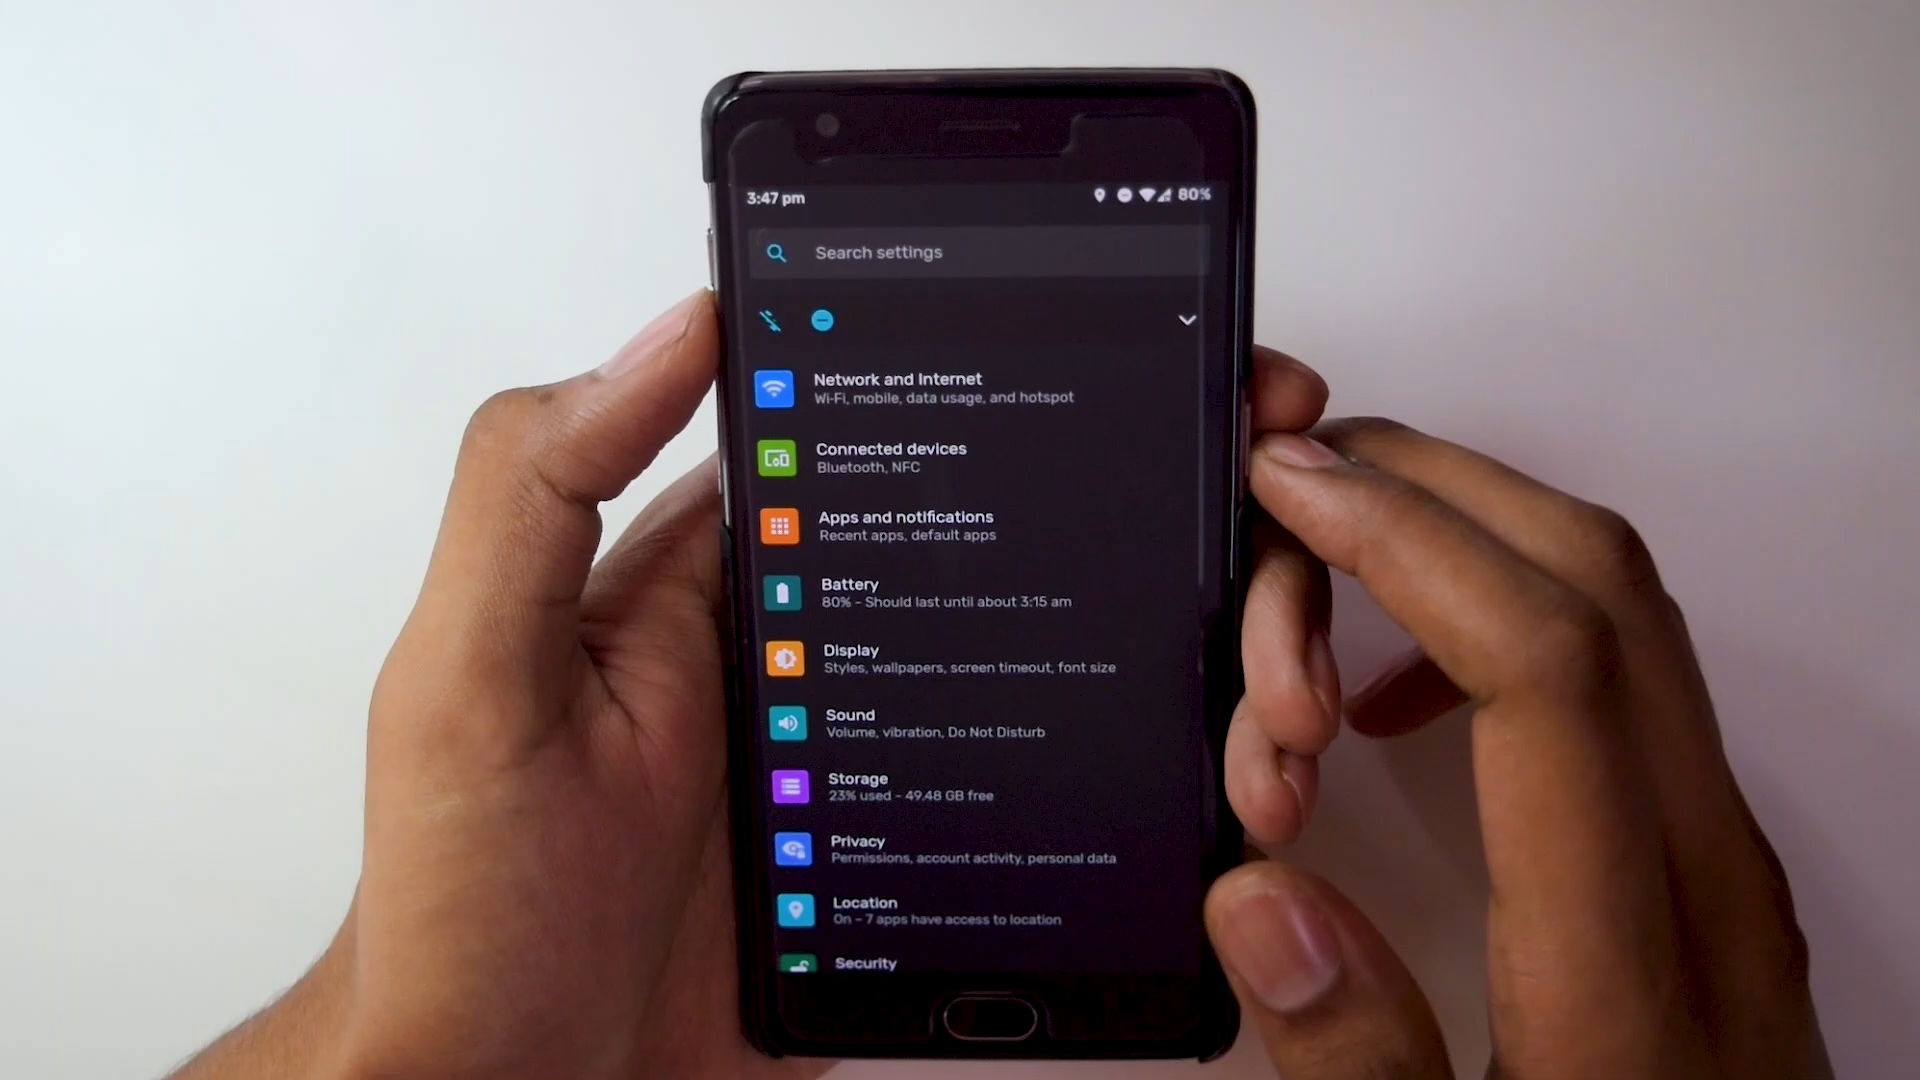 3:47 pm
80%
Search settings
Network and Internet
Wi-Fi, mobile, data usage, and hotspot
Connected devices
Bluetooth, NFC
Apps and notifications
Recent apps, default apps
Battery
80% - Should last until about 3:15 am
Display
Styles, wallpapers, screen timeout, font size
Sound
Volume, vibration, Do Not Disturb
Storage
23% used - 49.48 GB free
Privacy
Permissions, account activity, personal data
Location
On - 7 apps have access to location
Security